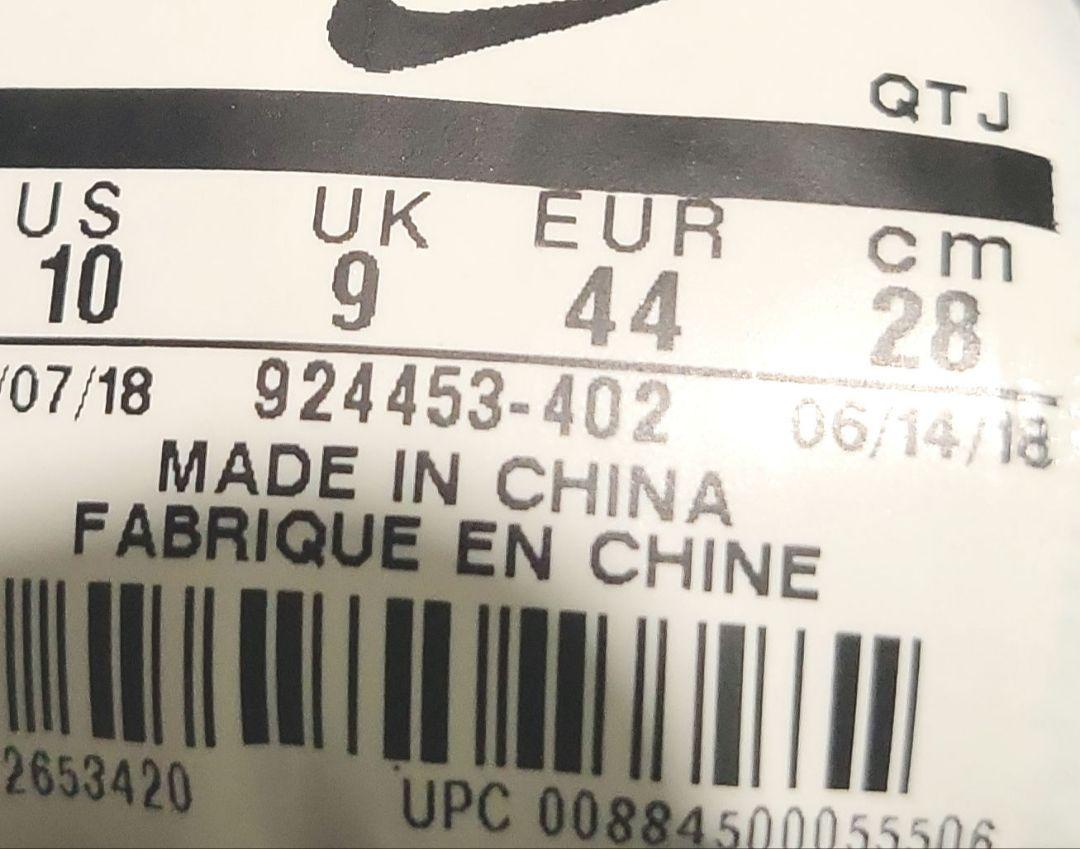 QTJ
US UK EUR cm
10 9 44 28
/07/18 924453-402 06/14/18
MADE IN CHINA
FABRIQUE EN CHINE
2653420 UPC 00884500055506